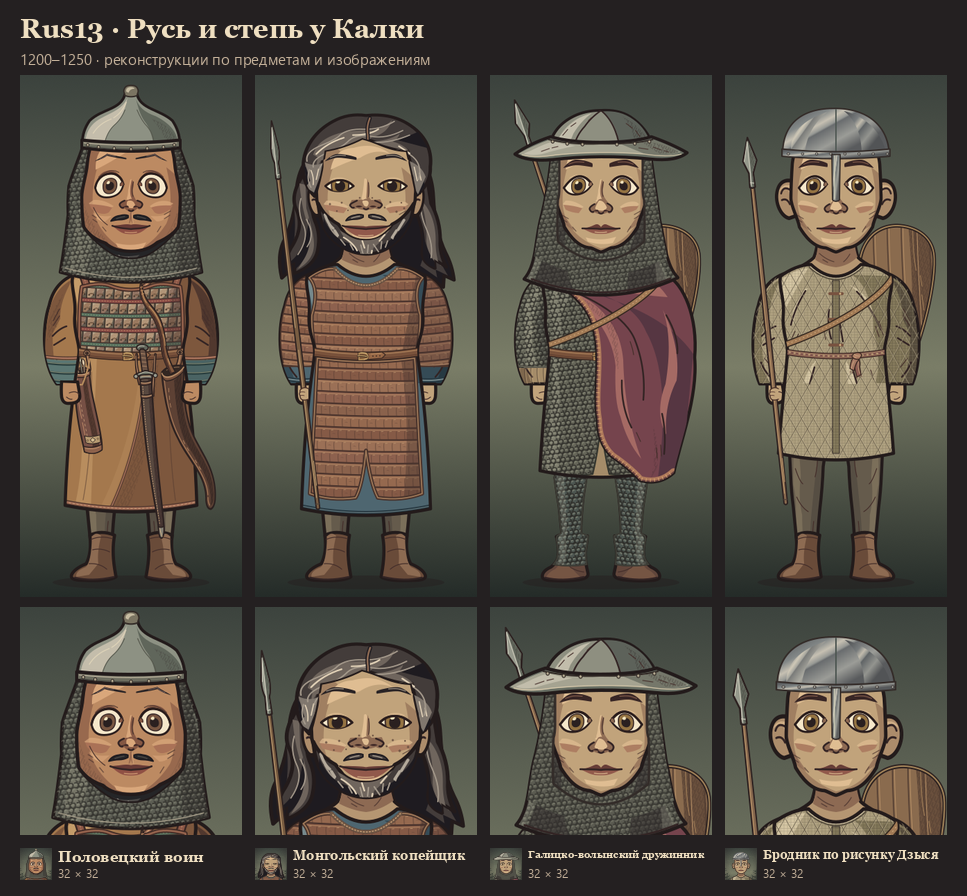 Rus13 · Русь и степь у Калки
1200–1250 · реконструкции по предметам и изображениям
Половецкий воин
32 × 32
Монгольский копейщик
32 × 32
Галицко-волынский дружинник
32 × 32
Бродник по рисунку Дзыся
32 × 32